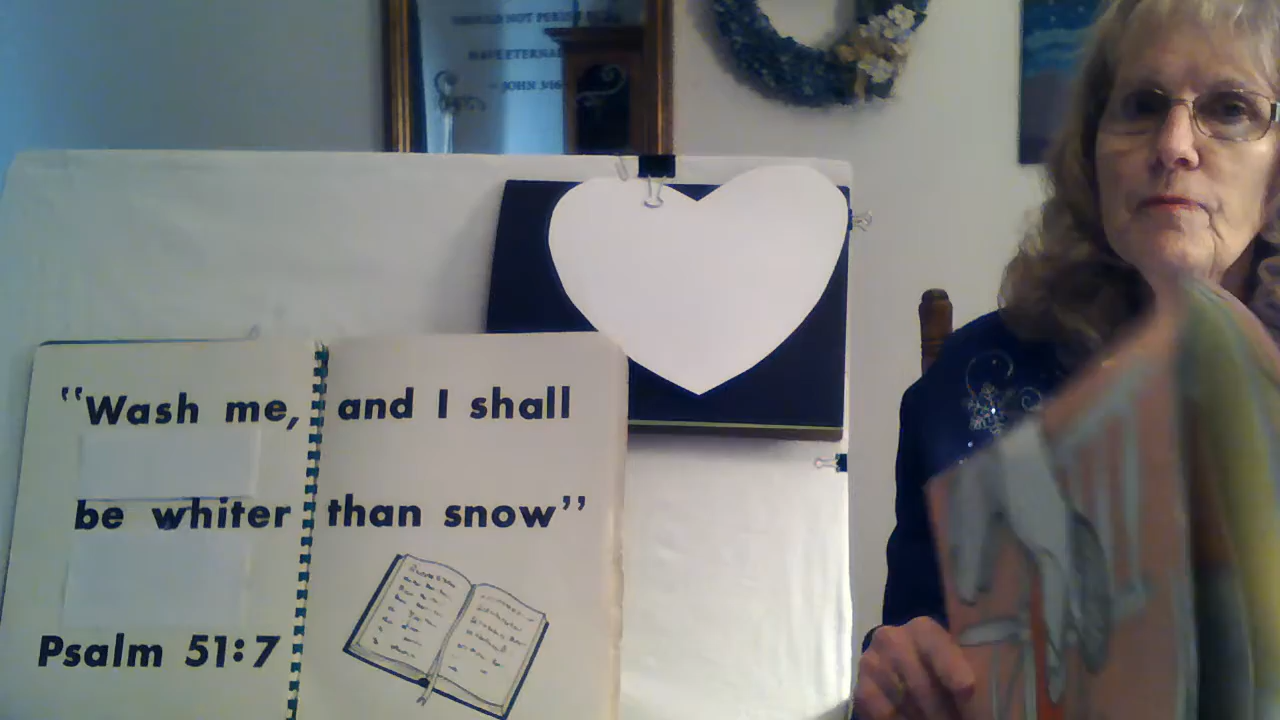 SHOULD NOT PERISH
HAVE ETERNAL
JOHN 3:16
"Wash me, and I shall
be whiter than snow"
Psalm 51:7